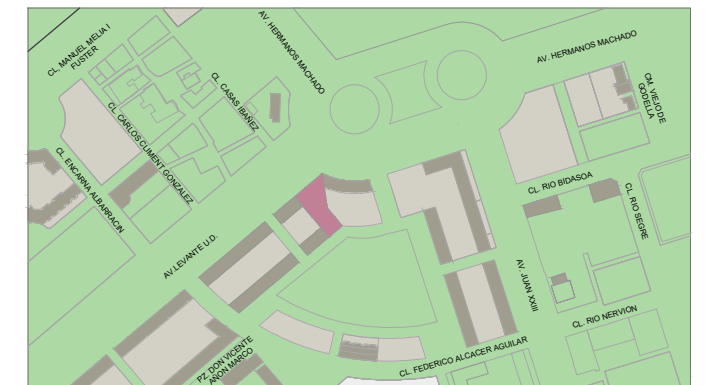 CL, MANUEL MELIA I
FUSTER
AV. HERMANOS MACHADO
AV. HERMANOS MACHADO
CL. CASAS IBAÑEZ
CM. VIEJO DE
GODELLA
CL. CARLOS CLIMENT GONZALEZ
CL. ENCARNA ALBARRACIN
CL. RIO BIDASOA
CL. RIO SEGRE
AV.LEVANTE U.D.
AV. JUAN XXIII
CL. RIO NERVION
PZ. DON VICENTE
AÑON MARCO
CL. FEDERICO ALCACER AGUILAR